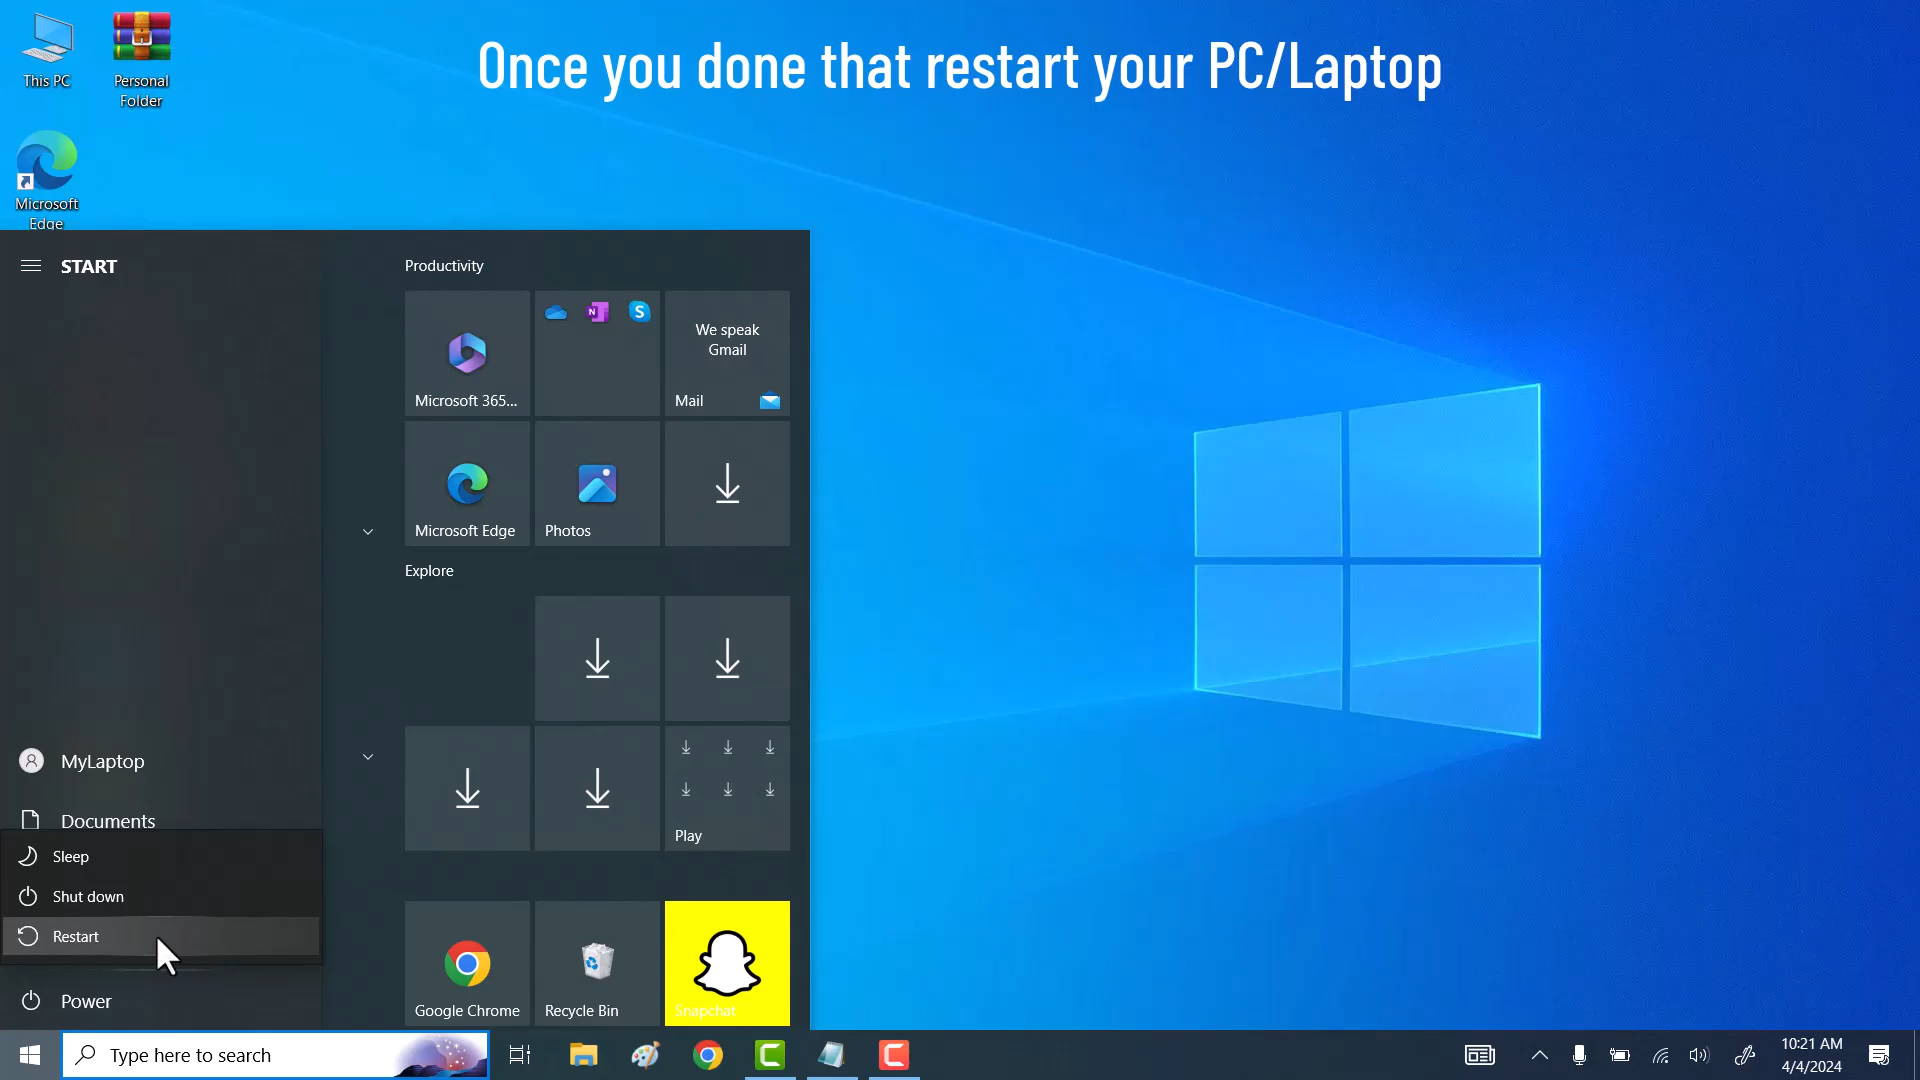 Once you done that restart your PC/Laptop
This PC
Personal
Folder
Microsoft
Edge
START
Productivity
We speak
Gmail
Microsoft 365...
Mail
Microsoft Edge
Photos
Explore
MyLaptop
Documents
Play
Sleep
Shut down
Restart
Google Chrome
Recycle Bin
Snapchat
Power
Type here to search
10:21 AM
4/4/2024